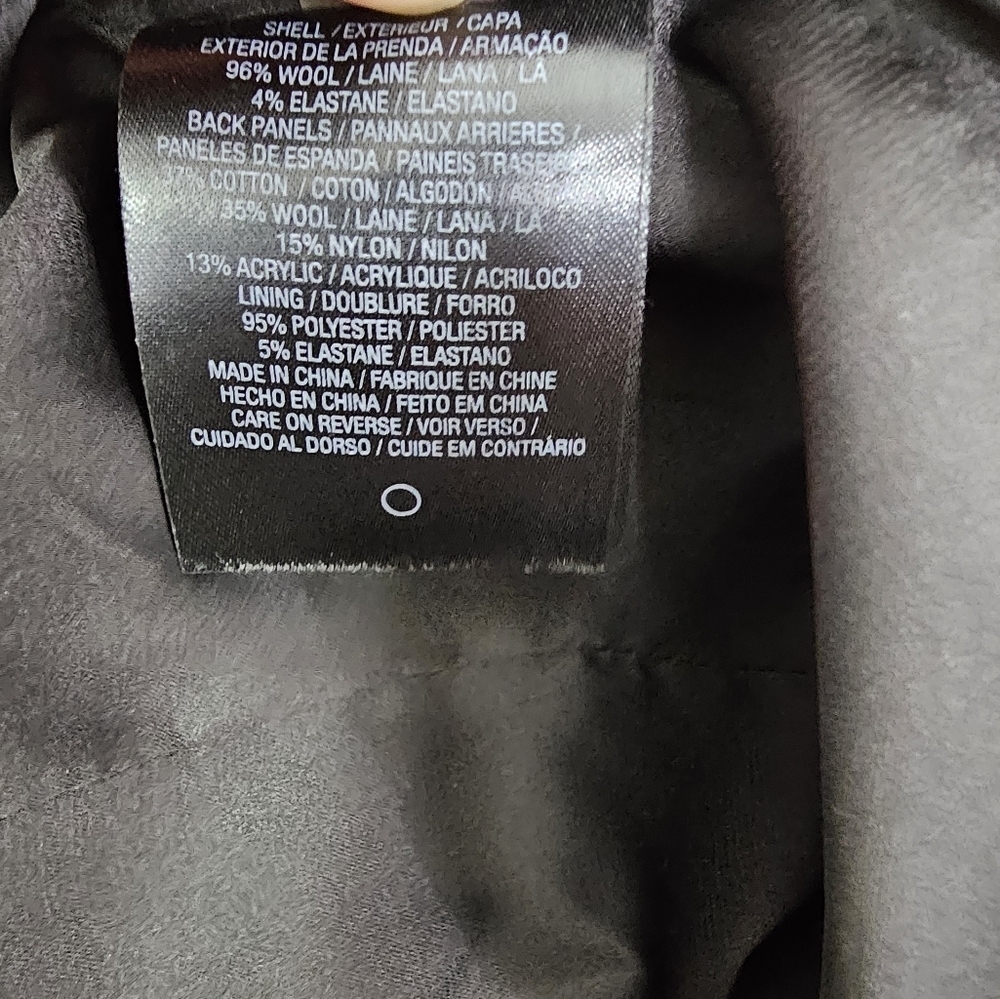 SHELL / EXTERIEUR / CAPA
EXTERIOR DE LA PRENDA / ARMAÇÃO
96% WOOL / LAINE / LANA / LÃ
4% ELASTANE / ELASTANO
BACK PANELS / PANNAUX ARRIERES /
PANELES DE ESPANDA / PAINEIS
COTTON / COTON / ALGODÓN /
35% WOOL / LAINE / LANA / LÃ
15% NYLON / NILON
13% ACRYLIC / ACRYLIQUE / ACRILOCO
LINING / DOUBLURE / FORRO
95% POLYESTER / POLIESTER
5% ELASTANE / ELASTANO
MADE IN CHINA / FABRIQUE EN CHINE
HECHO EN CHINA / FEITO EM CHINA
CARE ON REVERSE / VOIR VERSO /
CUIDADO AL DORSO / CUIDE EM CONTRÁRIO